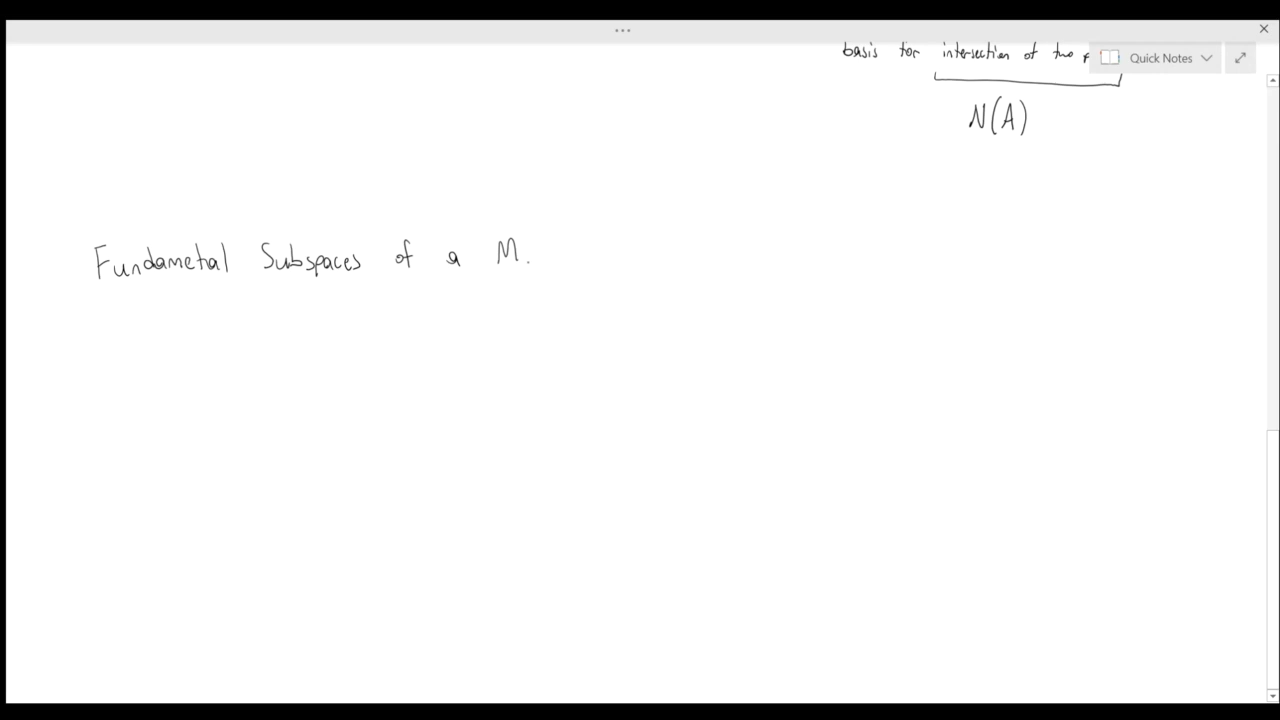 basis for intersection of two
Quick Notes
N(A)
Fundametal Subspaces of a M.